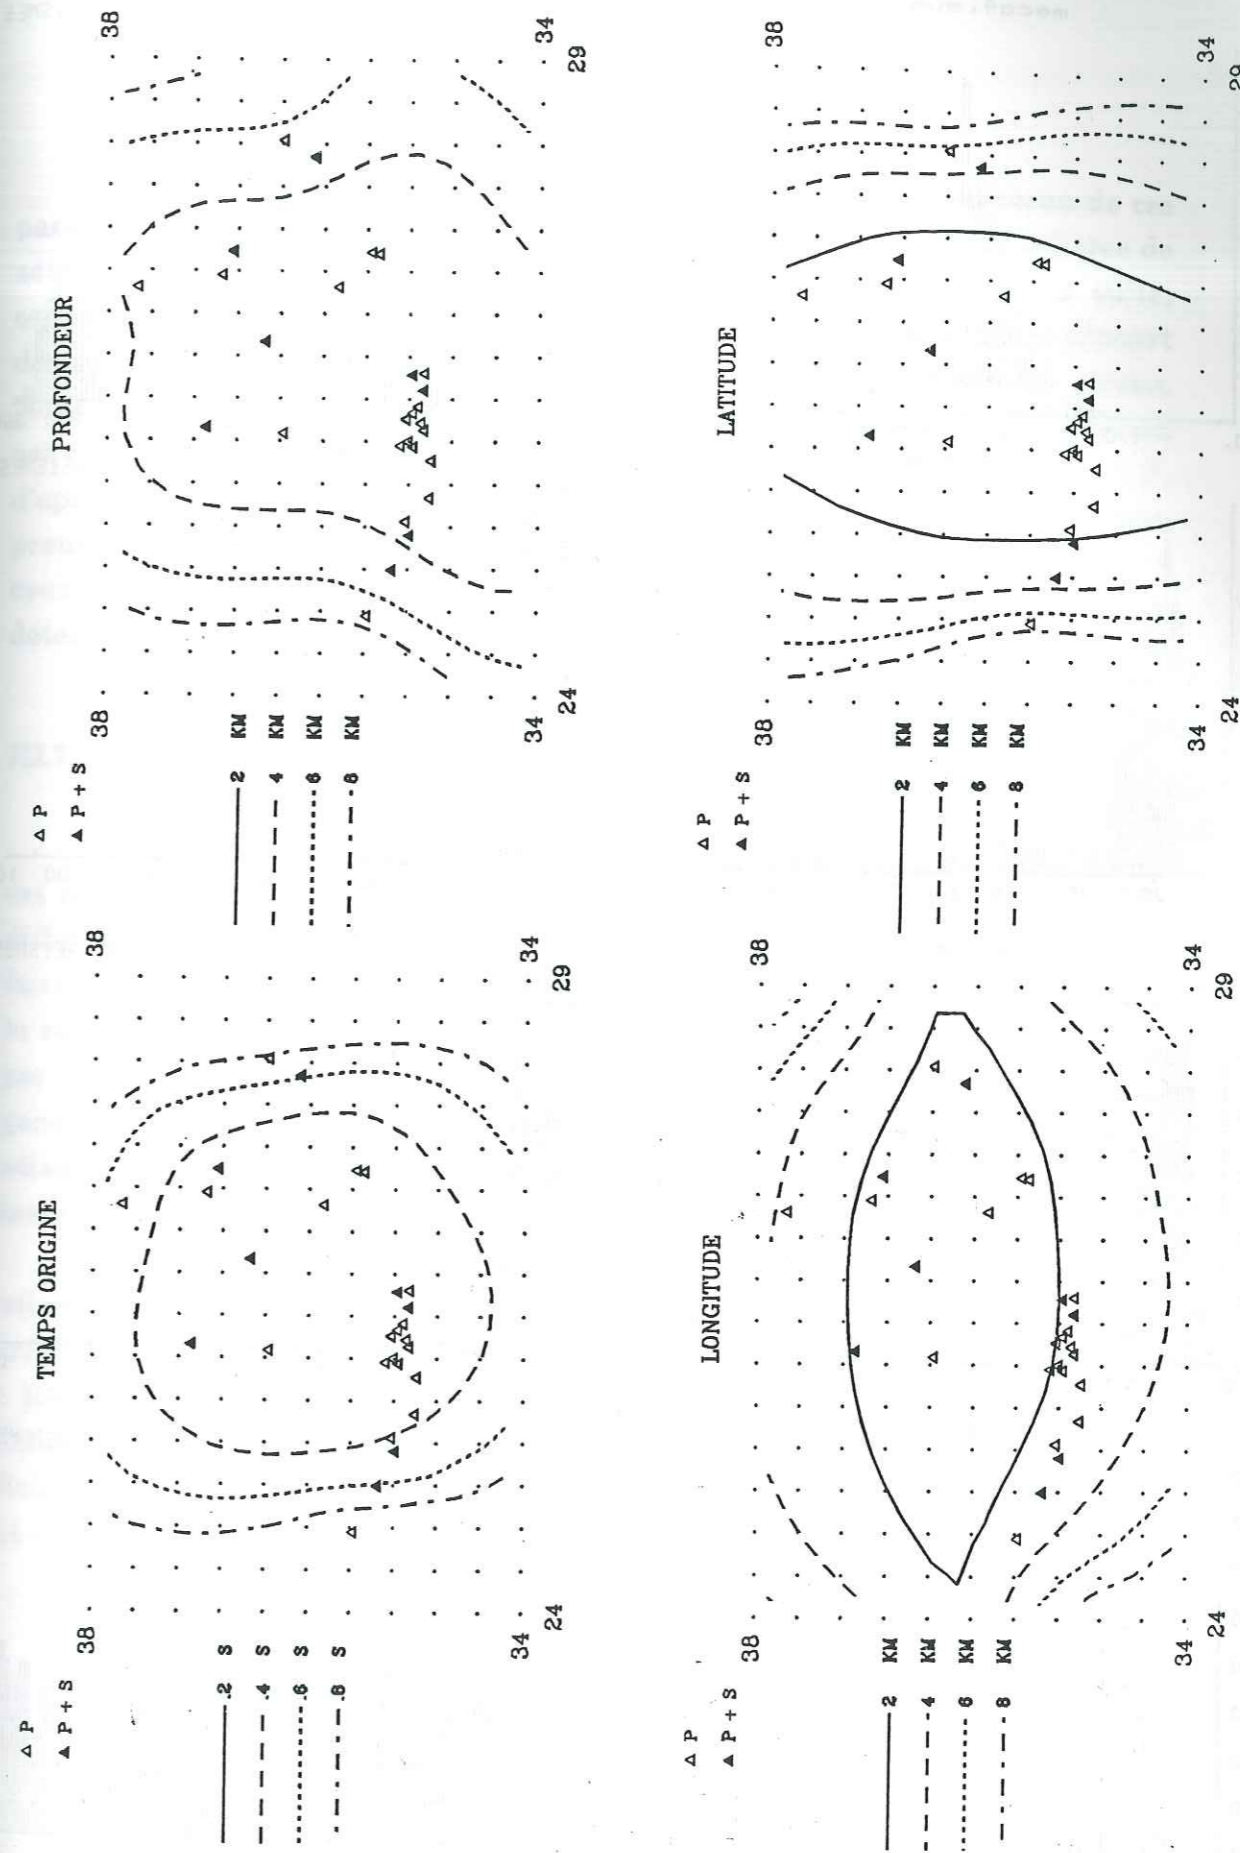 TEMPS ORIGINE
△ P
▲ P + S
.2 S
.4 S
.6 S
.8 S
38
38
34
34
24
29
PROFONDEUR
△ P
▲ P + S
2 KM
4 KM
6 KM
8 KM
38
38
34
34
24
29
LONGITUDE
△ P
▲ P + S
2 KM
4 KM
6 KM
8 KM
38
38
34
34
24
29
LATITUDE
△ P
▲ P + S
2 KM
4 KM
6 KM
8 KM
38
38
34
34
24
29